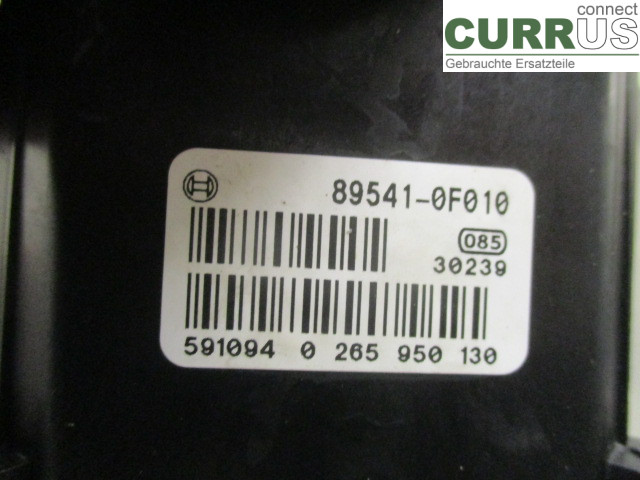 connect
CURRUS
Gebrauchte Ersatzteile
89541-0F010
085
30239
591094 0 265 950 130